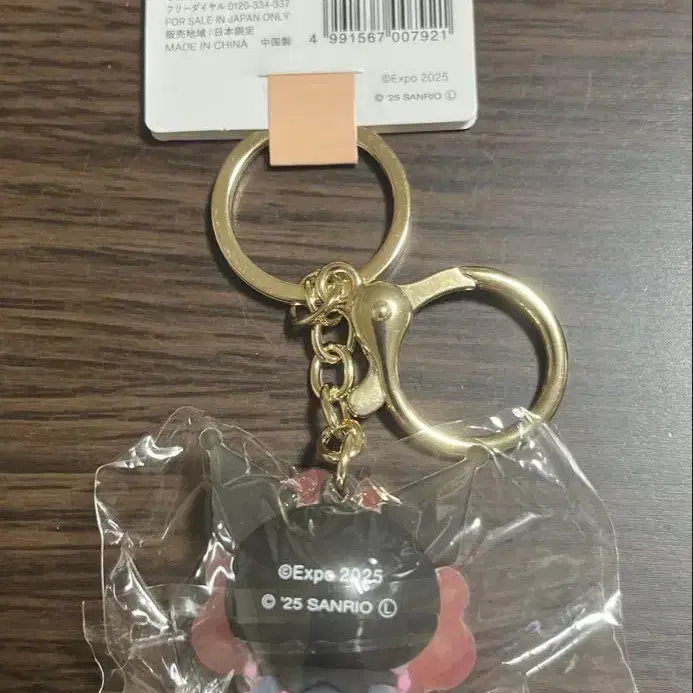 フリーダイヤル 0120-334-337
FOR SALE IN JAPAN ONLY
販売地域/日本限定
MADE IN CHINA 中国製
4 991567 007921
©Expo 2025
© '25 SANRIO Ⓛ
©Expo 2025
© '25 SANRIO Ⓛ